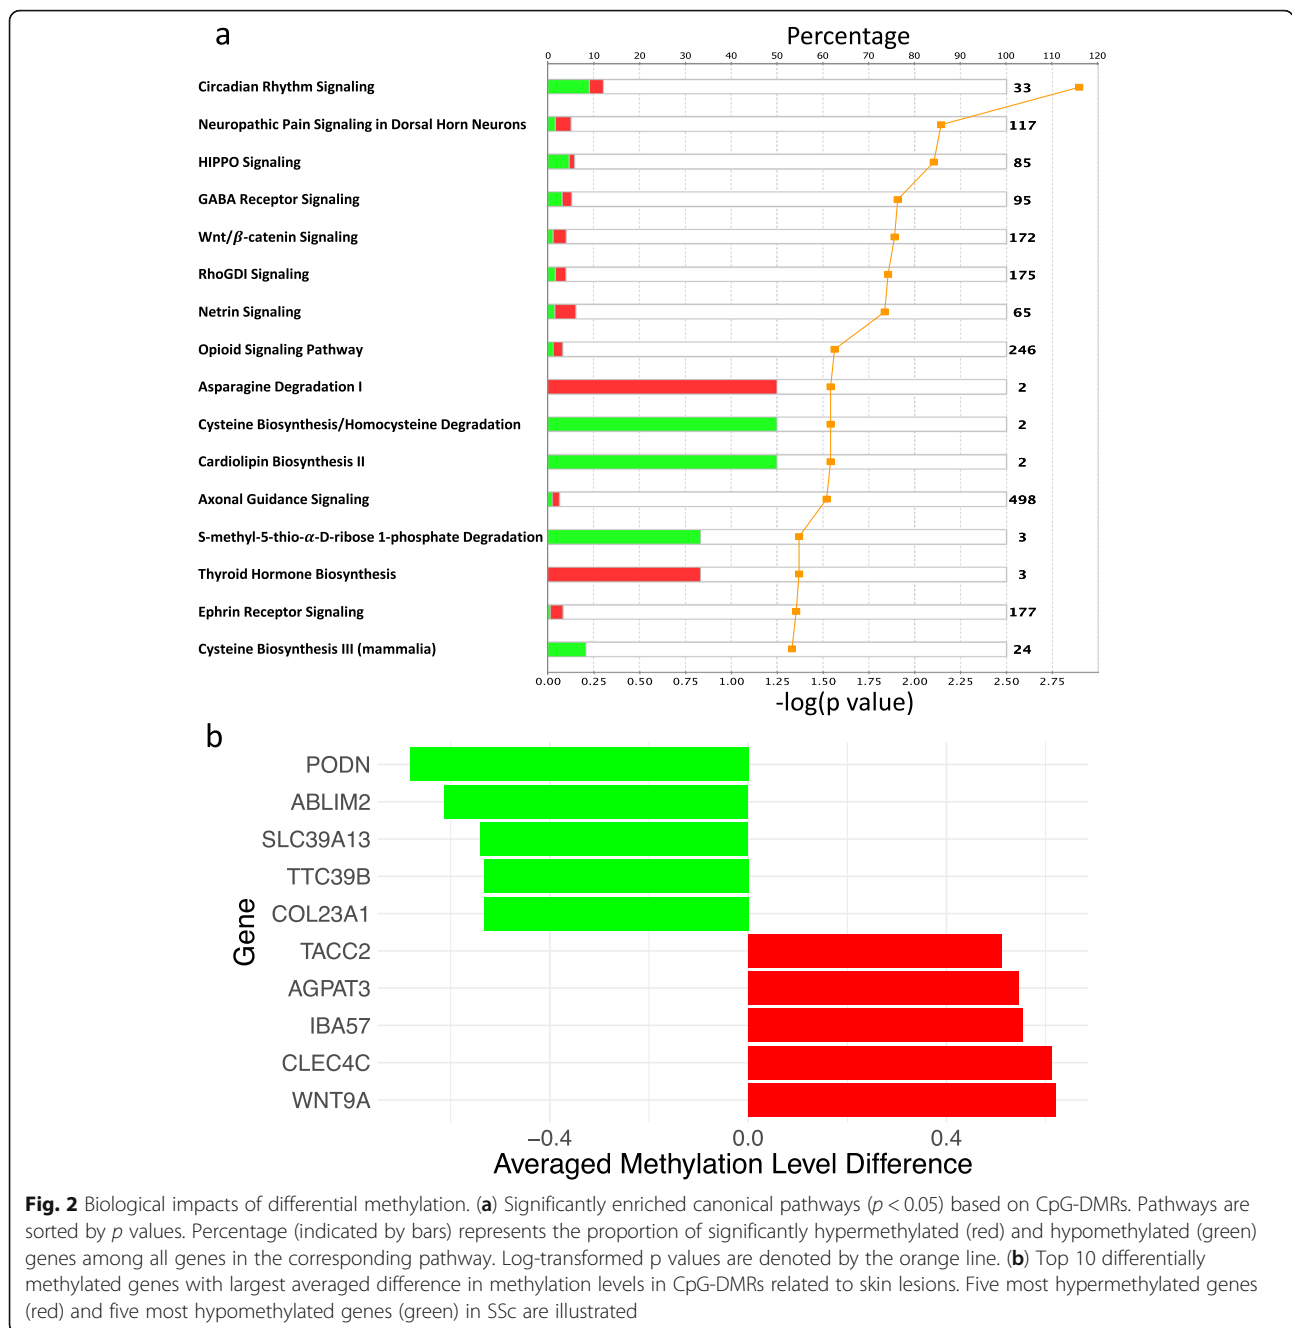 a
Percentage
0 10 20 30 40 50 60 70 80 90 100 110 120
Circadian Rhythm Signaling 33
Neuropathic Pain Signaling in Dorsal Horn Neurons 117
HIPPO Signaling 85
GABA Receptor Signaling 95
Wnt/β-catenin Signaling 172
RhoGDI Signaling 175
Netrin Signaling 65
Opioid Signaling Pathway 246
Asparagine Degradation I 2
Cysteine Biosynthesis/Homocysteine Degradation 2
Cardiolipin Biosynthesis II 2
Axonal Guidance Signaling 498
S-methyl-5-thio-α-D-ribose 1-phosphate Degradation 3
Thyroid Hormone Biosynthesis 3
Ephrin Receptor Signaling 177
Cysteine Biosynthesis III (mammalia) 24
0.00 0.25 0.50 0.75 1.00 1.25 1.50 1.75 2.00 2.25 2.50 2.75
-log(p value)
b
PODN
ABLIM2
SLC39A13
TTC39B
COL23A1
TACC2
AGPAT3
IBA57
CLEC4C
WNT9A
Gene
−0.4 0.0 0.4
Averaged Methylation Level Difference
Fig. 2 Biological impacts of differential methylation. (a) Significantly enriched canonical pathways (p < 0.05) based on CpG-DMRs. Pathways are
sorted by p values. Percentage (indicated by bars) represents the proportion of significantly hypermethylated (red) and hypomethylated (green)
genes among all genes in the corresponding pathway. Log-transformed p values are denoted by the orange line. (b) Top 10 differentially
methylated genes with largest averaged difference in methylation levels in CpG-DMRs related to skin lesions. Five most hypermethylated genes
(red) and five most hypomethylated genes (green) in SSc are illustrated